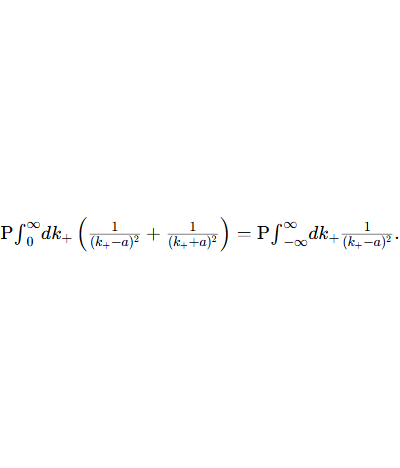 P∫₀^∞ dk₊ ( 1/(k₊−a)² + 1/(k₊+a)² ) = P∫₋∞^∞ dk₊ 1/(k₊−a)².